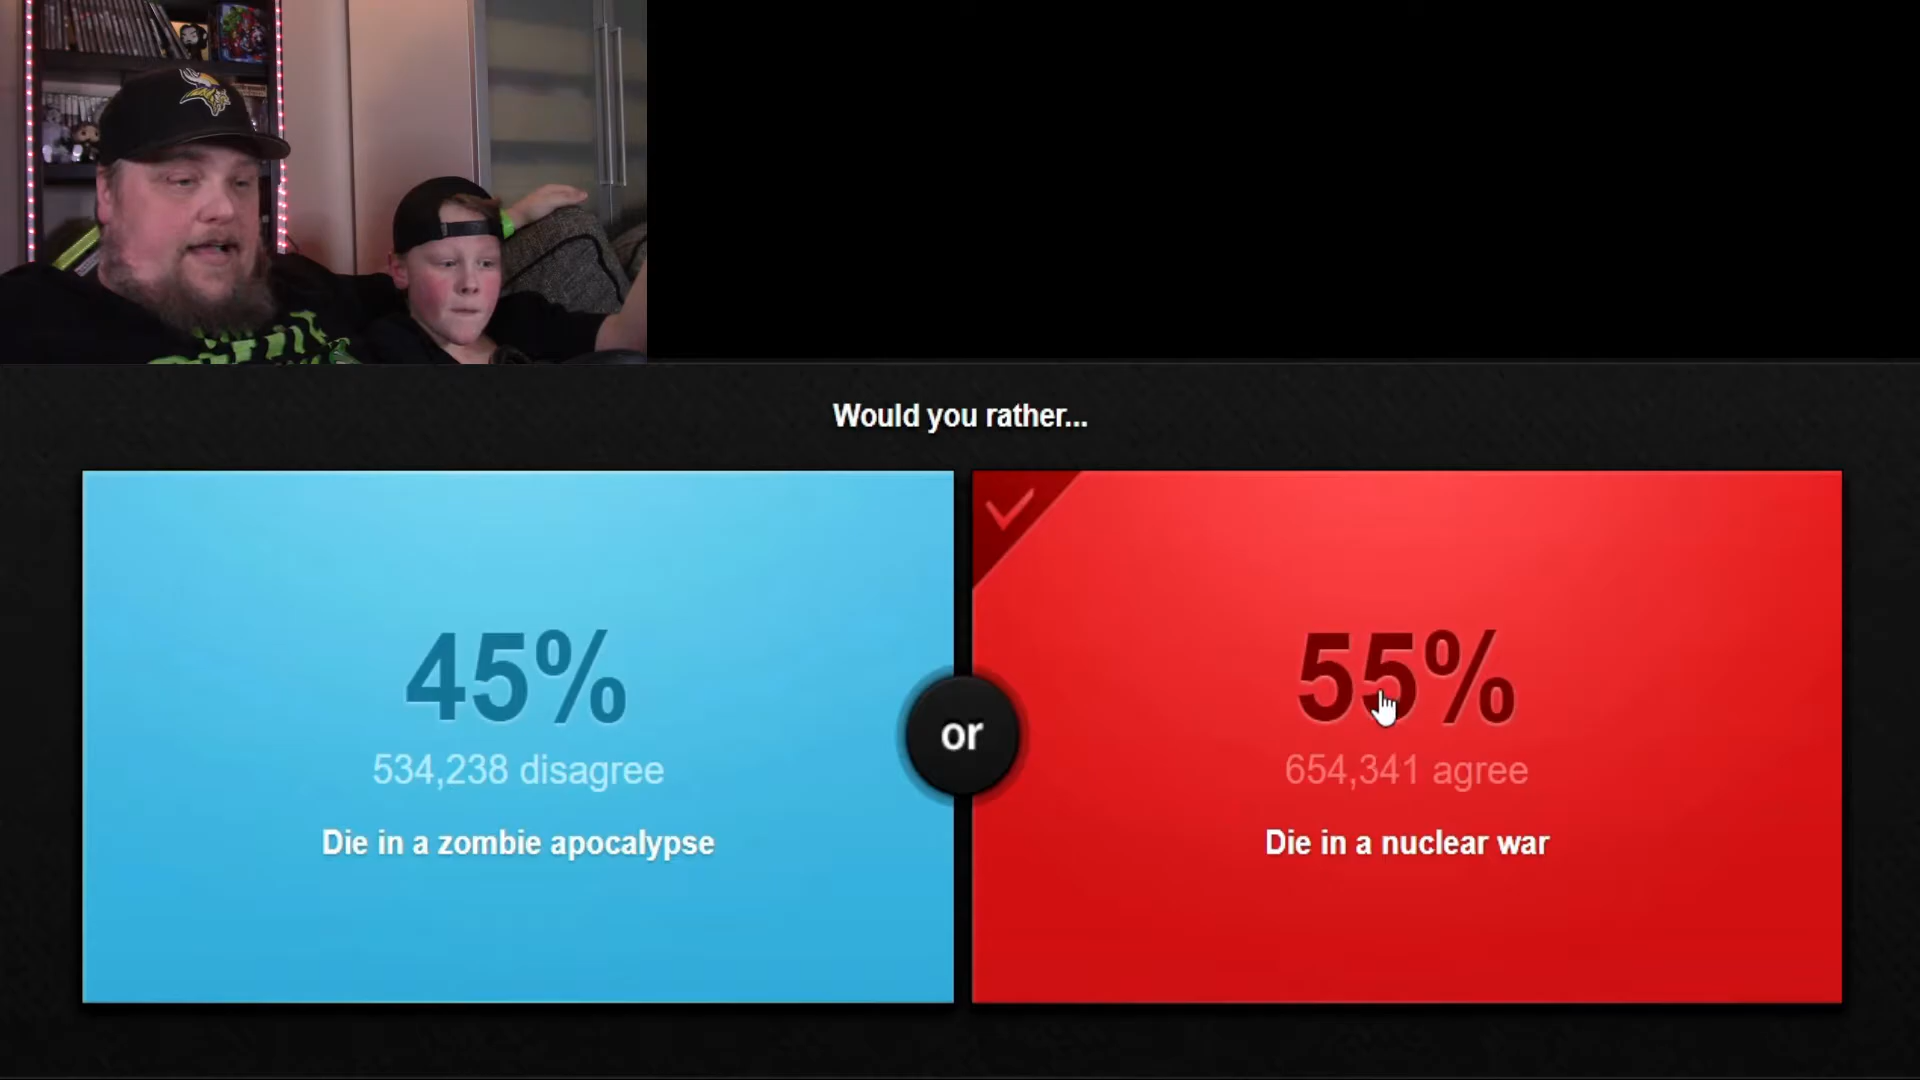 Would you rather...
45%
534,238 disagree
Die in a zombie apocalypse
or
55%
654,341 agree
Die in a nuclear war